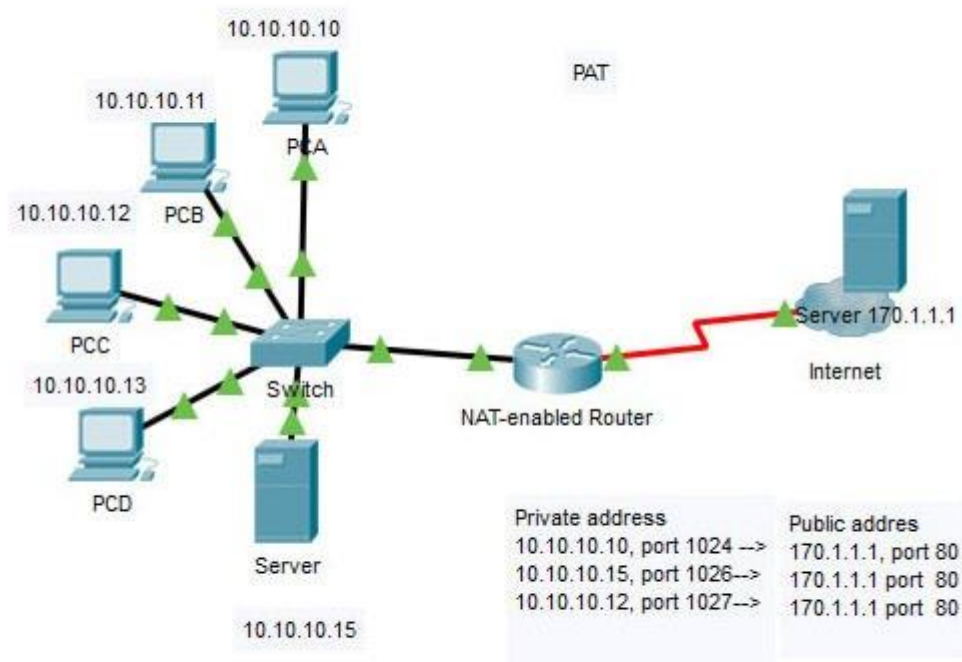 10.10.10.10
PAT
10.10.10.11
PCA
10.10.10.12
PCB
Server 170.1.1.1
PCC
Internet
10.10.10.13
Switch
NAT-enabled Router
PCD
Server
10.10.10.15
Private address
10.10.10.10, port 1024 -->
10.10.10.15, port 1026-->
10.10.10.12, port 1027-->
Public addres
170.1.1.1, port 80
170.1.1.1 port 80
170.1.1.1 port 80